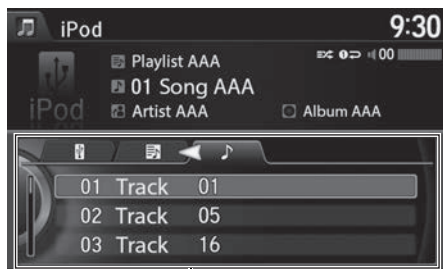 iPod 9:30
Playlist AAA 00
01 Song AAA
iPod Artist AAA Album AAA
01 Track 01
02 Track 05
03 Track 16